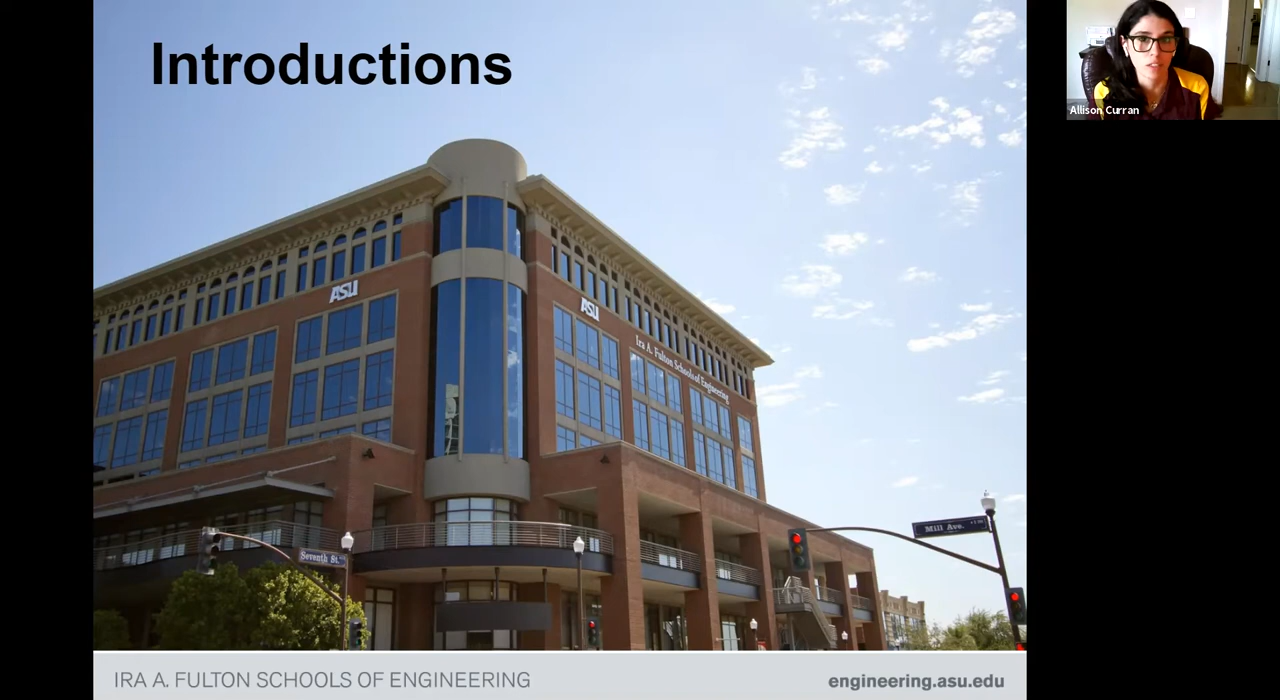 Introductions
Allison Curran
ASU
ASU
Ira A. Fulton Schools of Engineering
Mill Ave.
Seventh St.
IRA A. FULTON SCHOOLS OF ENGINEERING
engineering.asu.edu